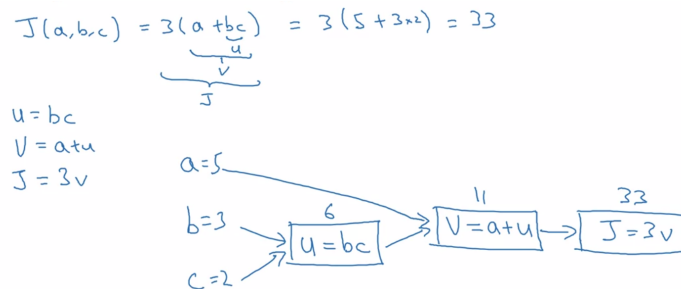 J(a,b,c) = 3(a+bc) = 3(5+3×2) = 33
u
v
J
u = bc
V = a+u
J = 3v
a=5
11
33
b=3
6
V = a+u
J = 3v
u = bc
c=2